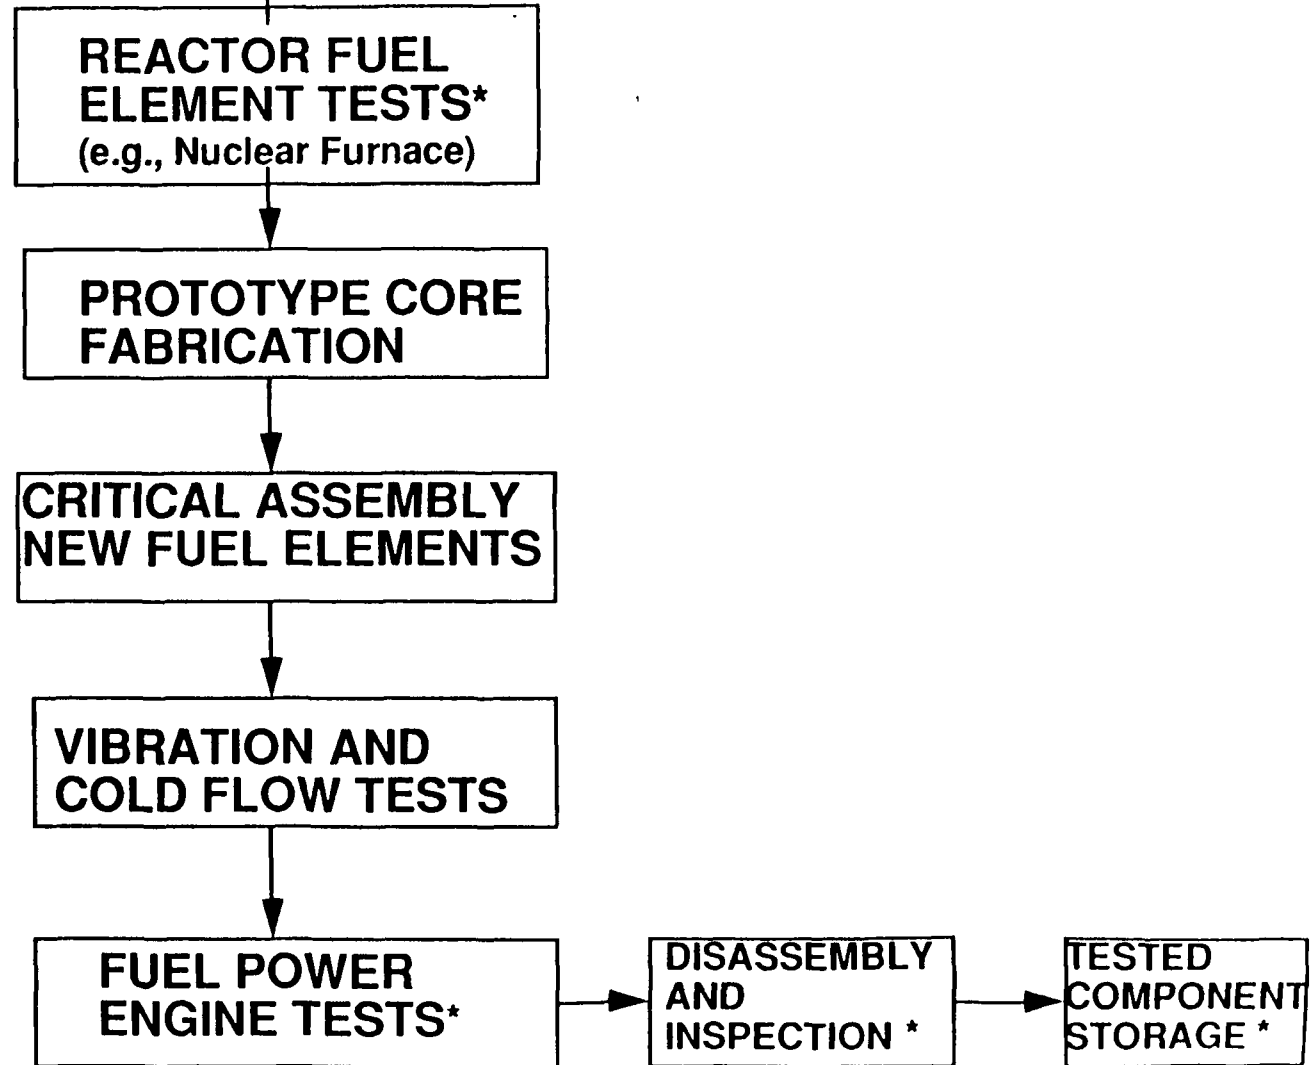 REACTOR FUEL
ELEMENT TESTS*
(e.g., Nuclear Furnace)
PROTOTYPE CORE
FABRICATION
CRITICAL ASSEMBLY
NEW FUEL ELEMENTS
VIBRATION AND
COLD FLOW TESTS
FUEL POWER
ENGINE TESTS*
DISASSEMBLY
AND
INSPECTION *
TESTED
COMPONENT
STORAGE *